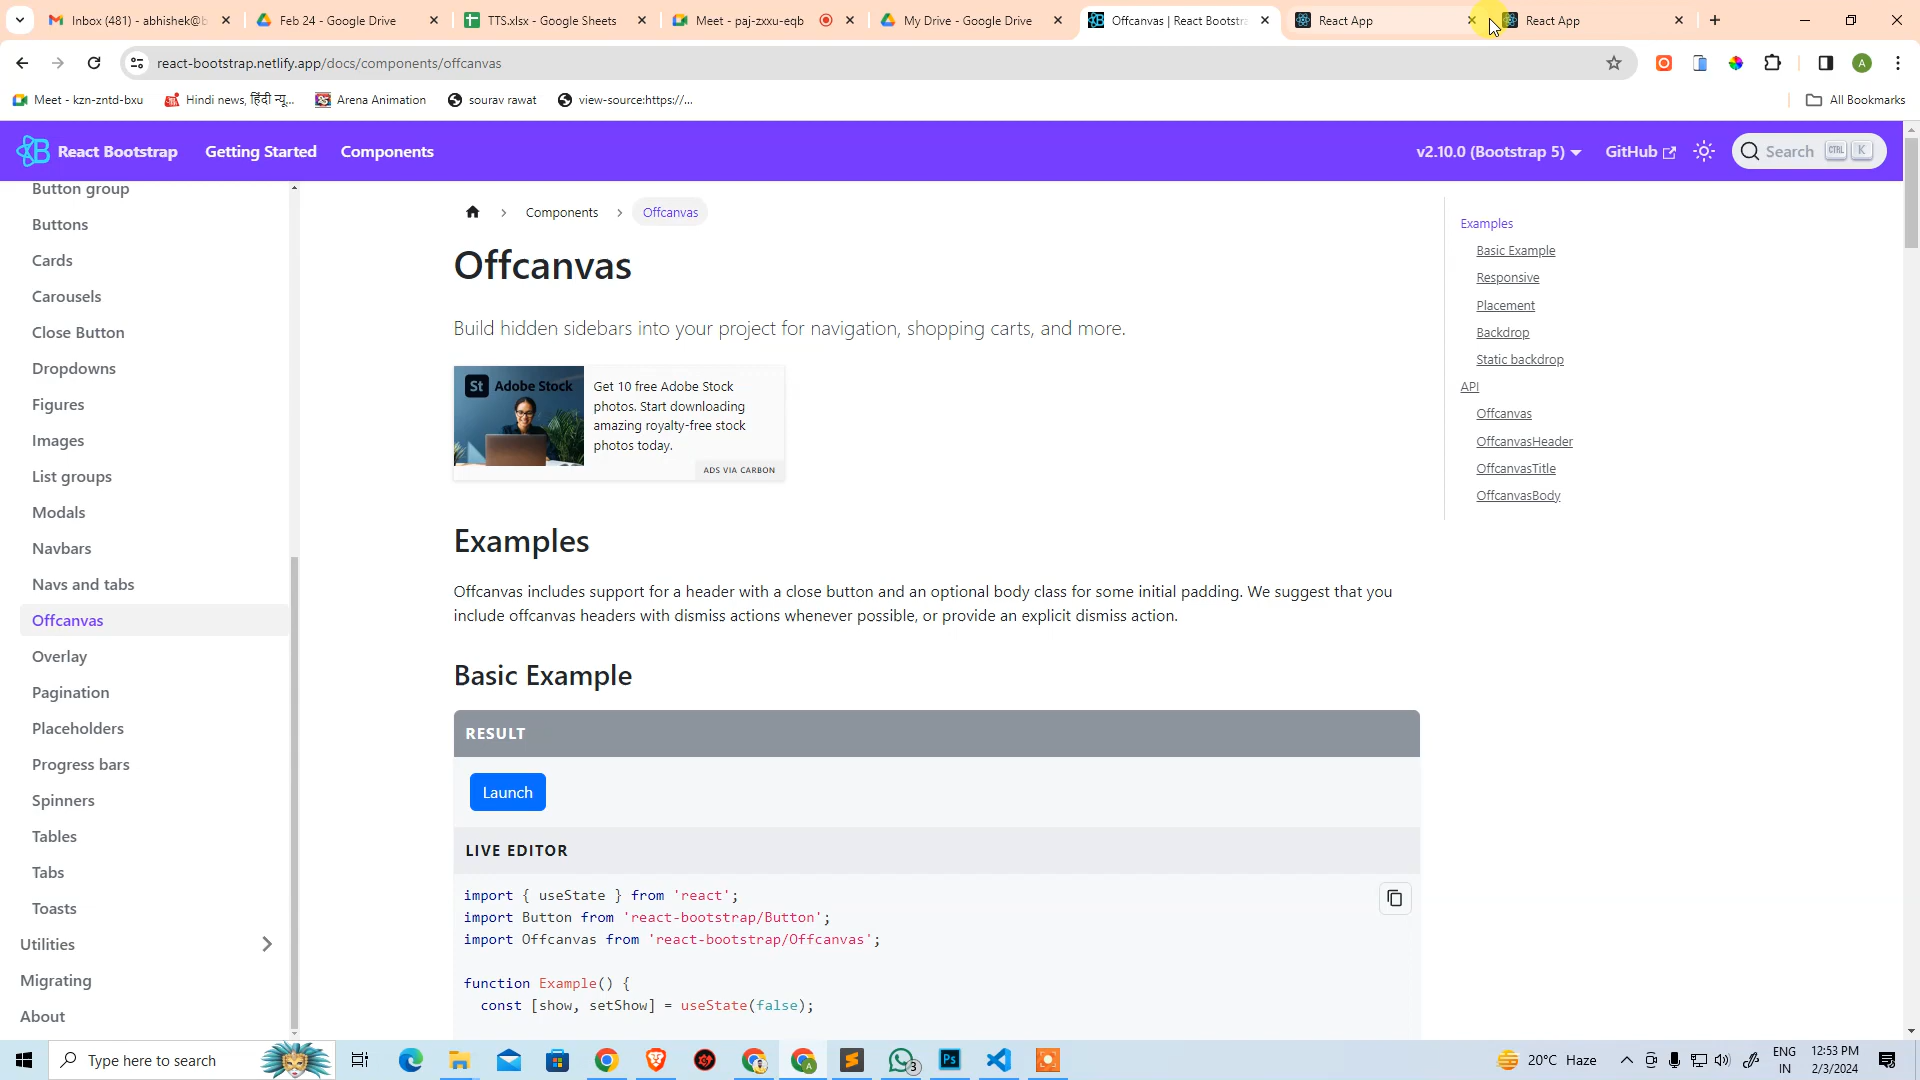 Inbox (481) - abhishek@b
Feb 24 - Google Drive
TTS.xlsx - Google Sheets
Meet - paj-zxxu-eqb
My Drive - Google Drive
Offcanvas | React Bootstra
React App
React App
react-bootstrap.netlify.app/docs/components/offcanvas
A
Meet - kzn-zntd-bxu
Hindi news, हिंदी न्यू...
Arena Animation
sourav rawat
view-source:https://...
All Bookmarks
React Bootstrap
Getting Started
Components
v2.10.0 (Bootstrap 5)
GitHub
Search CTRL K
Button group
Buttons
Cards
Carousels
Close Button
Dropdowns
Figures
Images
List groups
Modals
Navbars
Navs and tabs
Offcanvas
Overlay
Pagination
Placeholders
Progress bars
Spinners
Tables
Tabs
Toasts
Utilities
Migrating
About
Components
Offcanvas
Offcanvas
Build hidden sidebars into your project for navigation, shopping carts, and more.
St Adobe Stock
Get 10 free Adobe Stock
photos. Start downloading
amazing royalty-free stock
photos today.
ADS VIA CARBON
Examples
Offcanvas includes support for a header with a close button and an optional body class for some initial padding. We suggest that you
include offcanvas headers with dismiss actions whenever possible, or provide an explicit dismiss action.
Basic Example
RESULT
Launch
LIVE EDITOR
import { useState } from 'react';
import Button from 'react-bootstrap/Button';
import Offcanvas from 'react-bootstrap/Offcanvas';
function Example() {
const [show, setShow] = useState(false);
Examples
Basic Example
Responsive
Placement
Backdrop
Static backdrop
API
Offcanvas
OffcanvasHeader
OffcanvasTitle
OffcanvasBody
Type here to search
A
3
Ps
20°C Haze
ENG
IN
12:53 PM
2/3/2024